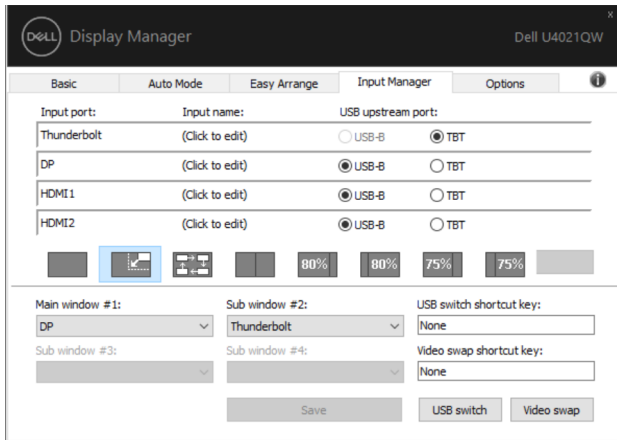 x
DELL Display Manager Dell U4021QW
Basic Auto Mode Easy Arrange Input Manager Options i
Input port: Input name: USB upstream port:
Thunderbolt (Click to edit) USB-B TBT
DP (Click to edit) USB-B TBT
HDMI1 (Click to edit) USB-B TBT
HDMI2 (Click to edit) USB-B TBT
80% 80% 75% 75%
Main window #1: Sub window #2: USB switch shortcut key:
DP Thunderbolt None
Sub window #3: Sub window #4: Video swap shortcut key:
None
Save USB switch Video swap